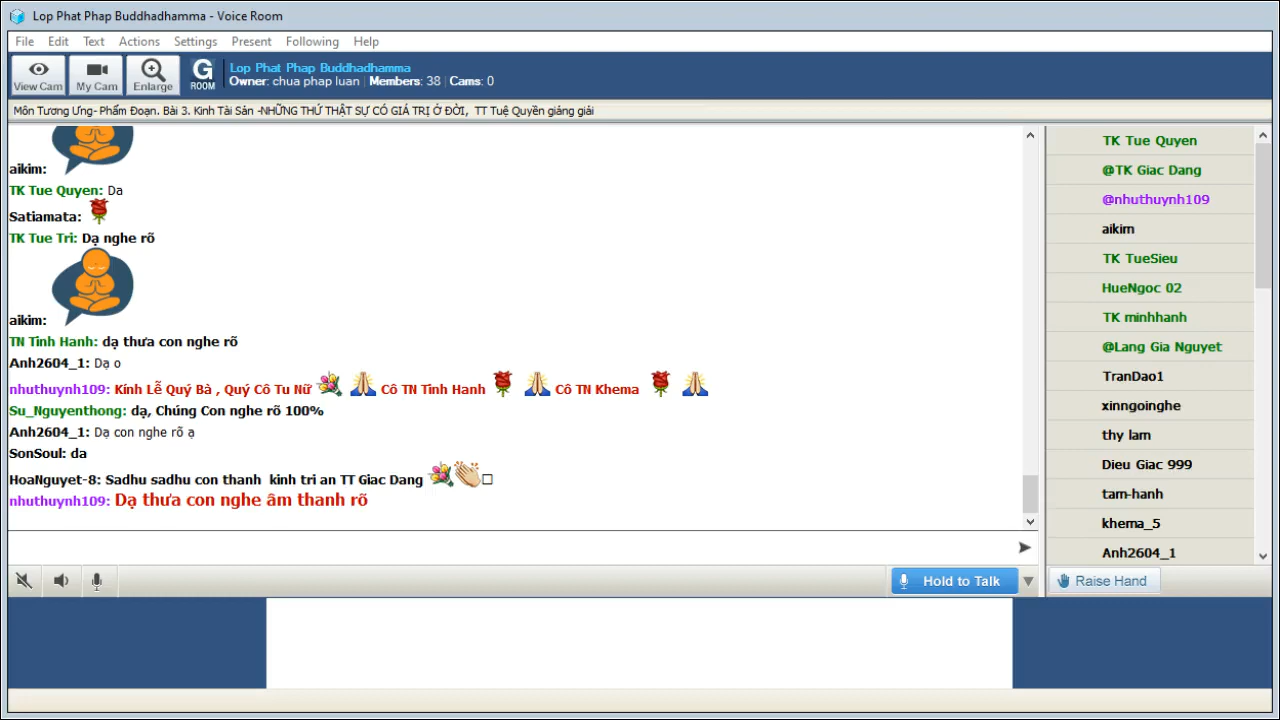 Lop Phat Phap Buddhadhamma - Voice Room
File Edit Text Actions Settings Present Following Help
View Cam My Cam Enlarge G ROOM
Lop Phat Phap Buddhadhamma
Owner: chua phap luan Members: 38 Cams: 0
Môn Tương Ưng- Phẩm Đoạn. Bài 3. Kinh Tài Sản -NHỮNG THỨ THẬT SỰ CÓ GIÁ TRỊ Ở ĐỜI, TT Tuệ Quyền giảng giải
aikim:
TK Tue Quyen: Da
Satiamata:
TK Tue Tri: Dạ nghe rõ
aikim:
TN Tinh Hanh: dạ thưa con nghe rõ
Anh2604_1: Dạ o
nhuthuynh109: Kính Lễ Quý Bà , Quý Cô Tu Nữ Cô TN Tinh Hanh Cô TN Khema
Su_Nguyenthong: dạ, Chúng Con nghe rõ 100%
Anh2604_1: Dạ con nghe rõ ạ
SonSoul: da
HoaNguyet-8: Sadhu sadhu con thanh kinh tri an TT Giac Dang
nhuthuynh109: Dạ thưa con nghe âm thanh rõ
TK Tue Quyen
@TK Giac Dang
@nhuthuynh109
aikim
TK TueSieu
HueNgoc 02
TK minhhanh
@Lang Gia Nguyet
TranDao1
xinngoinghe
thy lam
Dieu Giac 999
tam-hanh
khema_5
Anh2604_1
Hold to Talk
Raise Hand